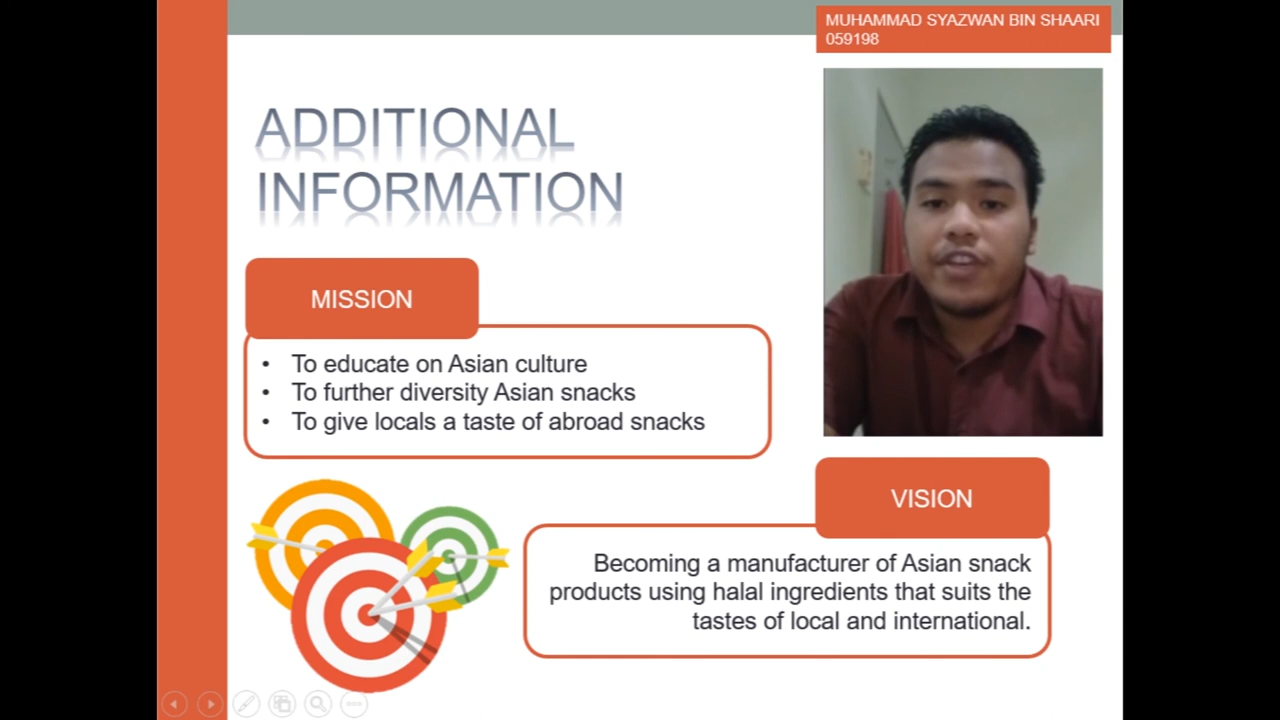 MUHAMMAD SYAZWAN BIN SHAARI
059198
ADDITIONAL
INFORMATION
MISSION
• To educate on Asian culture
• To further diversity Asian snacks
• To give locals a taste of abroad snacks
VISION
Becoming a manufacturer of Asian snack
products using halal ingredients that suits the
tastes of local and international.